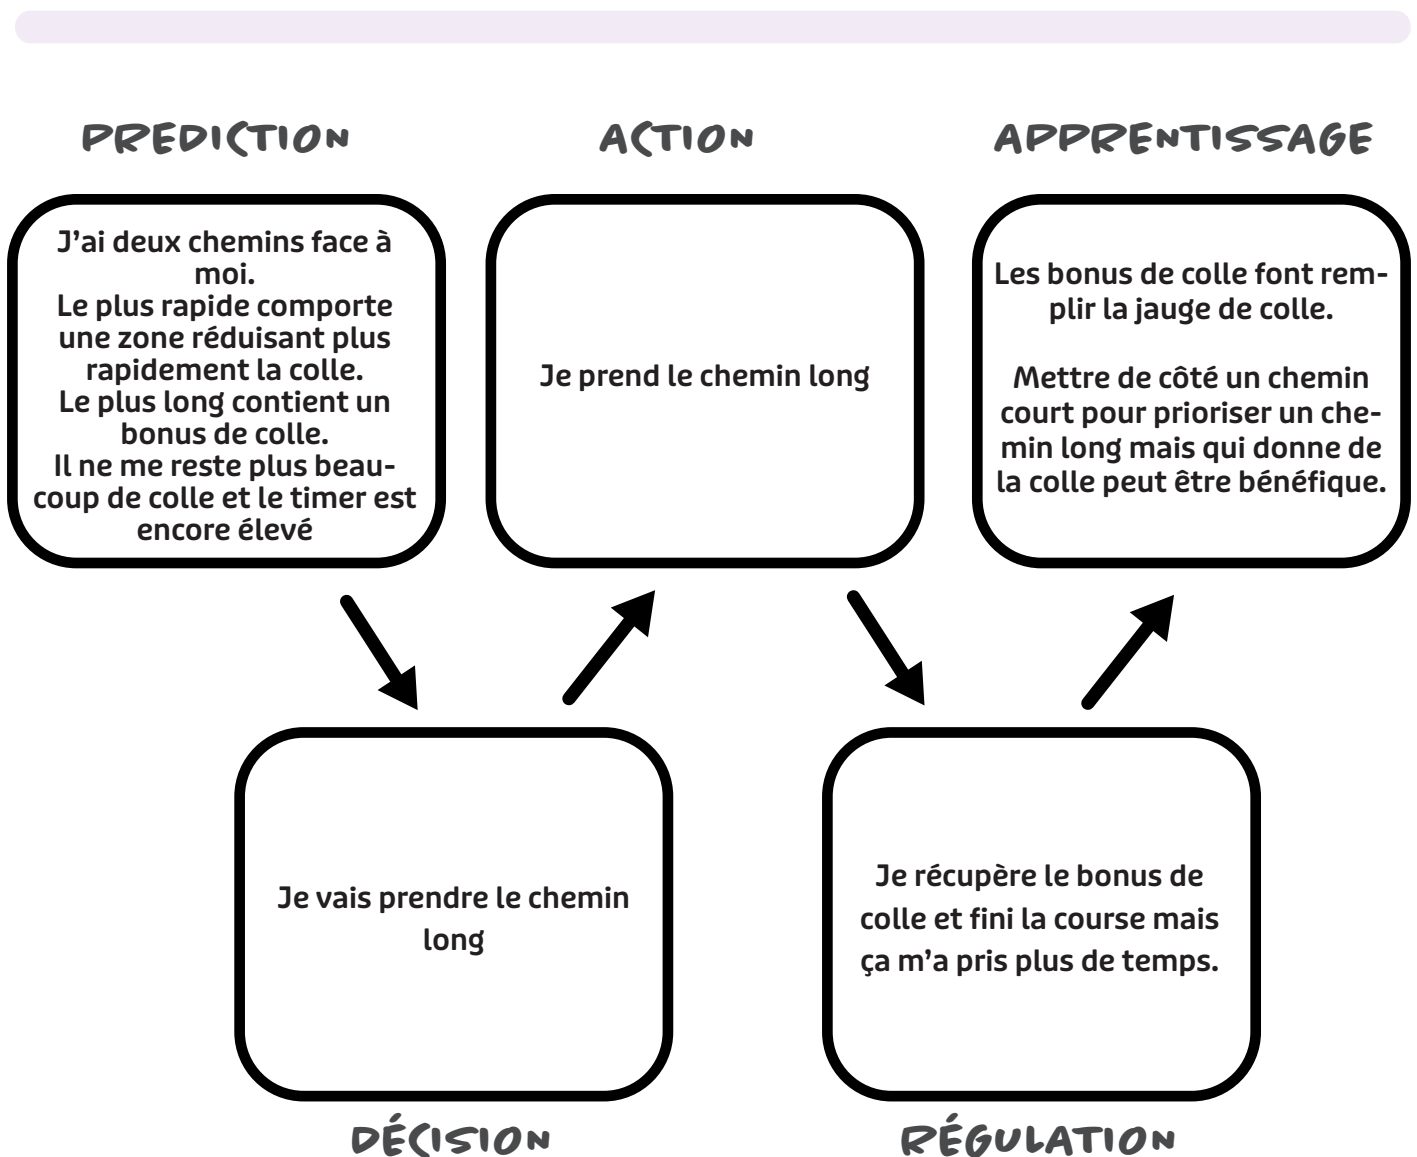 PREDICTION
J'ai deux chemins face à
moi.
Le plus rapide comporte
une zone réduisant plus
rapidement la colle.
Le plus long contient un
bonus de colle.
Il ne me reste plus beau-
coup de colle et le timer est
encore élevé
DÉCISION
Je vais prendre le chemin
long
ACTION
Je prend le chemin long
RÉGULATION
Je récupère le bonus de
colle et fini la course mais
ça m'a pris plus de temps.
APPRENTISSAGE
Les bonus de colle font rem-
plir la jauge de colle.
Mettre de côté un chemin
court pour prioriser un che-
min long mais qui donne de
la colle peut être bénéfique.